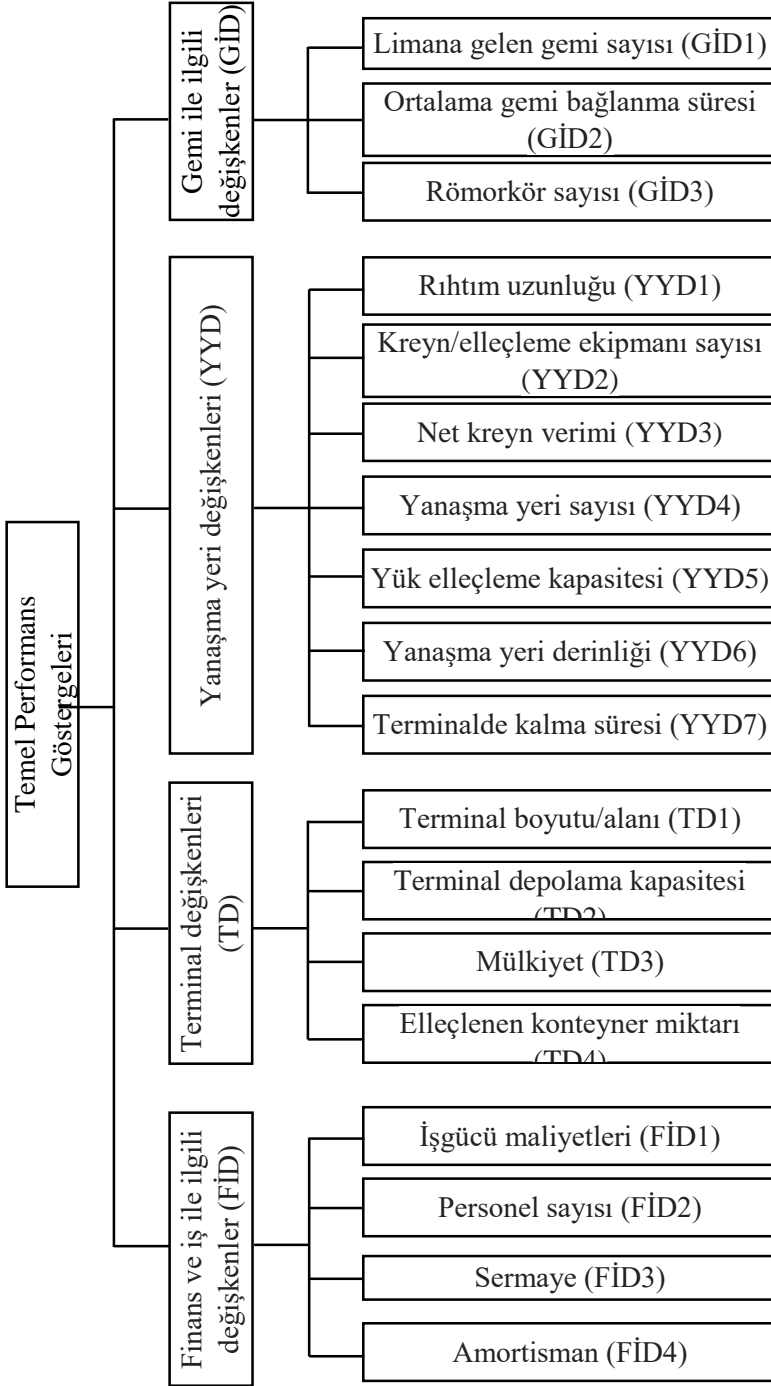 Temel Performans
Göstergeleri
Gemi ile ilgili
değişkenler (GİD)
Limana gelen gemi sayısı (GİD1)
Ortalama gemi bağlanma süresi
(GİD2)
Römorkör sayısı (GİD3)
Yanaşma yeri değişkenleri (YYD)
Rıhtım uzunluğu (YYD1)
Kreyn/elleçleme ekipmanı sayısı
(YYD2)
Net kreyn verimi (YYD3)
Yanaşma yeri sayısı (YYD4)
Yük elleçleme kapasitesi (YYD5)
Yanaşma yeri derinliği (YYD6)
Terminalde kalma süresi (YYD7)
Terminal değişkenleri
(TD)
Terminal boyutu/alanı (TD1)
Terminal depolama kapasitesi
(TD2)
Mülkiyet (TD3)
Elleçlenen konteyner miktarı
(TD4)
Finans ve iş ile ilgili
değişkenler (FİD)
İşgücü maliyetleri (FİD1)
Personel sayısı (FİD2)
Sermaye (FİD3)
Amortisman (FİD4)